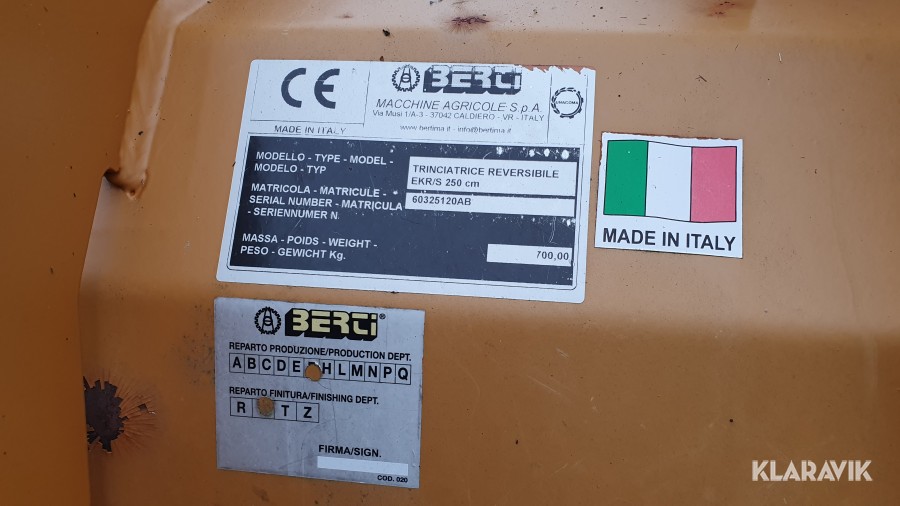 CE
BERTI
MACCHINE AGRICOLE S.p.A.
Via Musi 1/A-3 - 37042 CALDIERO - VR - ITALY
www.bertima.it - info@bertima.it
UNACOMA
MADE IN ITALY
MODELLO - TYPE - MODEL -
MODELO - TYP
TRINCIATRICE REVERSIBILE
EKR/S 250 cm
MATRICOLA - MATRICULE -
SERIAL NUMBER - MATRICULA
- SERIENNUMER N.
60325120AB
MASSA - POIDS - WEIGHT -
PESO - GEWICHT Kg.
700,00
MADE IN ITALY
BERTI®
REPARTO PRODUZIONE/PRODUCTION DEPT.
A B C D E H L M N P Q
REPARTO FINITURA/FINISHING DEPT.
R T Z
FIRMA/SIGN.
COD. 020
KLARAVIK